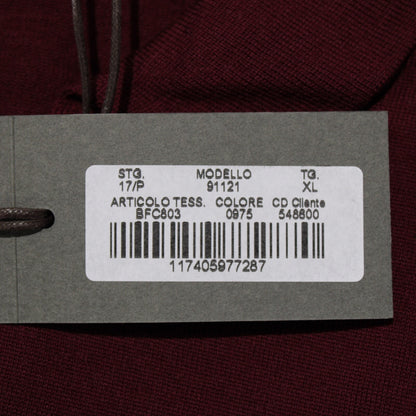 STG. MODELLO TG.
17/P 91121 XL
ARTICOLO TESS. COLORE CD Cliente
BFC803 0975 548600
117405977287